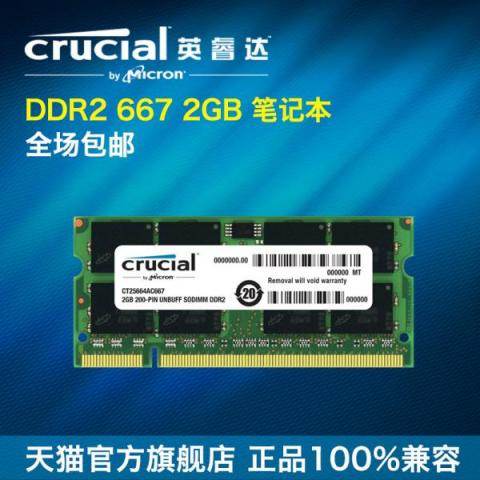 crucial 英睿达
by Micron
DDR2 667 2GB 笔记本
全场包邮
crucial
by Micron
0000000.00
000000 MT
Removal will void warranty
CT25664AC667
2GB 200-PIN UNBUFF SODIMM DDR2
20
000000
天猫官方旗舰店 正品100%兼容